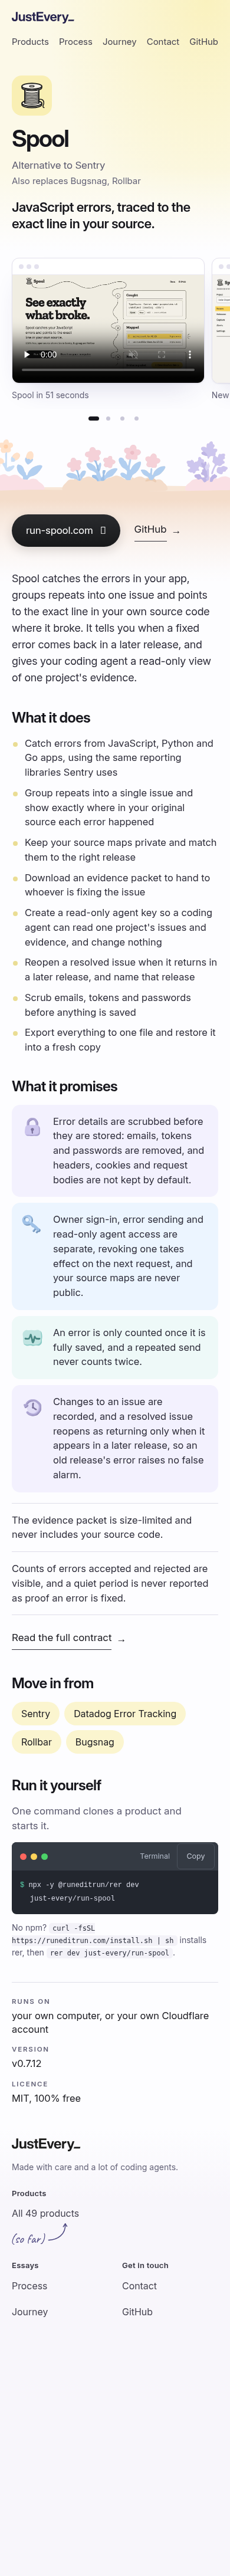 JustEvery_
Products Process Journey Contact GitHub
Spool
Alternative to Sentry
Also replaces Bugsnag, Rollbar
JavaScript errors, traced to the
exact line in your source.
Spool
See exactly
what broke.
0:00
Spool in 51 seconds
New
run-spool.com
GitHub →
Spool catches the errors in your app,
groups repeats into one issue and points
to the exact line in your own source code
where it broke. It tells you when a fixed
error comes back in a later release, and
gives your coding agent a read-only view
of one project's evidence.
What it does
Catch errors from JavaScript, Python and
Go apps, using the same reporting
libraries Sentry uses
Group repeats into a single issue and
show exactly where in your original
source each error happened
Keep your source maps private and match
them to the right release
Download an evidence packet to hand to
whoever is fixing the issue
Create a read-only agent key so a coding
agent can read one project's issues and
evidence, and change nothing
Reopen a resolved issue when it returns in
a later release, and name that release
Scrub emails, tokens and passwords
before anything is saved
Export everything to one file and restore it
into a fresh copy
What it promises
Error details are scrubbed before
they are stored: emails, tokens
and passwords are removed, and
headers, cookies and request
bodies are not kept by default.
Owner sign-in, error sending and
read-only agent access are
separate, revoking one takes
effect on the next request, and
your source maps are never
public.
An error is only counted once it is
fully saved, and a repeated send
never counts twice.
Changes to an issue are
recorded, and a resolved issue
reopens as returning only when it
appears in a later release, so an
old release's error raises no false
alarm.
The evidence packet is size-limited and
never includes your source code.
Counts of errors accepted and rejected are
visible, and a quiet period is never reported
as proof an error is fixed.
Read the full contract →
Move in from
Sentry Datadog Error Tracking
Rollbar Bugsnag
Run it yourself
One command clones a product and
starts it.
Terminal Copy
$ npx -y @runeditrun/rer dev
just-every/run-spool
No npm? curl -fsSL
https://runeditrun.com/install.sh | sh installs
rer, then rer dev just-every/run-spool.
RUNS ON
your own computer, or your own Cloudflare
account
VERSION
v0.7.12
LICENCE
MIT, 100% free
JustEvery_
Made with care and a lot of coding agents.
Products
All 49 products
(so far)
Essays Get in touch
Process Contact
Journey GitHub